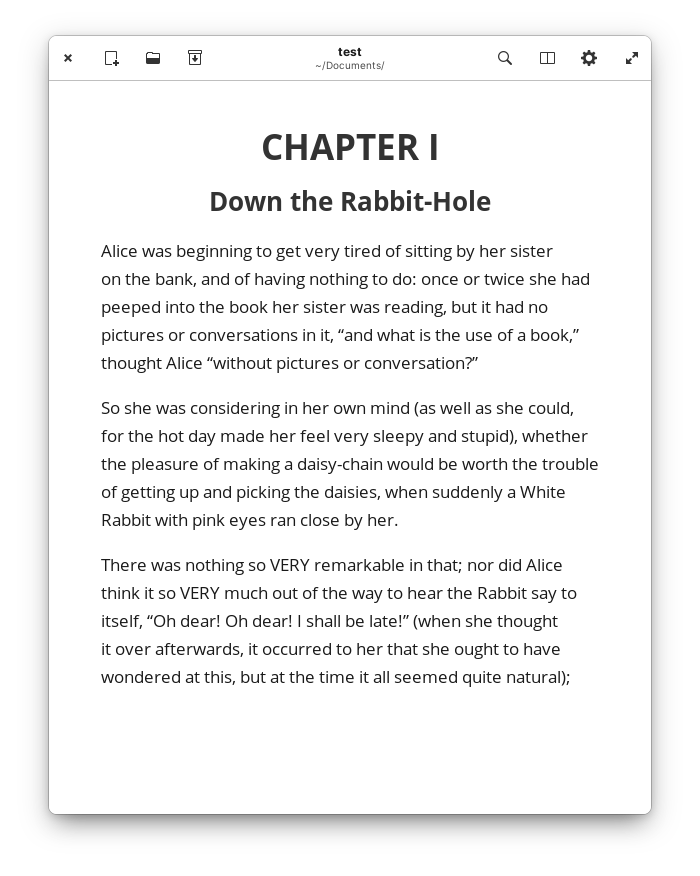 test
~/Documents/
CHAPTER I
Down the Rabbit-Hole
Alice was beginning to get very tired of sitting by her sister
on the bank, and of having nothing to do: once or twice she had
peeped into the book her sister was reading, but it had no
pictures or conversations in it, “and what is the use of a book,”
thought Alice “without pictures or conversation?”
So she was considering in her own mind (as well as she could,
for the hot day made her feel very sleepy and stupid), whether
the pleasure of making a daisy-chain would be worth the trouble
of getting up and picking the daisies, when suddenly a White
Rabbit with pink eyes ran close by her.
There was nothing so VERY remarkable in that; nor did Alice
think it so VERY much out of the way to hear the Rabbit say to
itself, “Oh dear! Oh dear! I shall be late!” (when she thought
it over afterwards, it occurred to her that she ought to have
wondered at this, but at the time it all seemed quite natural);